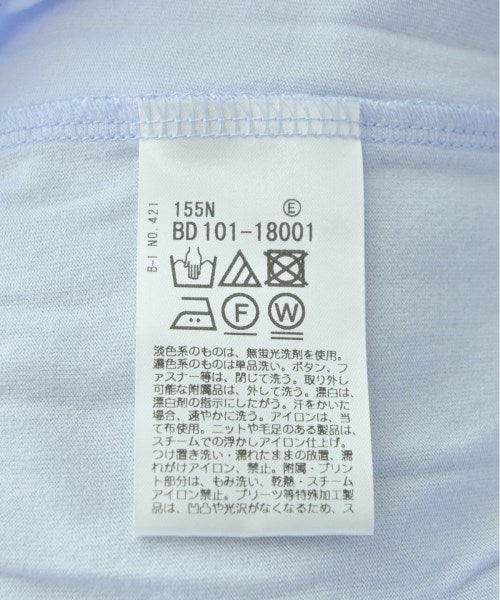 B-I NO.421
155N Ⓔ
BD 101-18001
F W
淡色系のものは、無蛍光洗剤を使用。
濃色系のものは単品洗い。ボタン、フ
ァスナー等は、閉じて洗う。取り外し
可能な附属品は、外して洗う。漂白は、
漂白剤の指示にしたがう。汗をかいた
場合、速やかに洗う。アイロンは、当
て布使用。ニットや毛足のある製品は、
スチームでの浮かしアイロン仕上げ。
つけ置き洗い・濡れたままの放置、濡
れがけアイロン、禁止。附属・プリン
ト部分は、もみ洗い、乾熱・スチーム
アイロン禁止。プリーツ等特殊加工製
品は、凹凸や光沢がなくなるため、ス